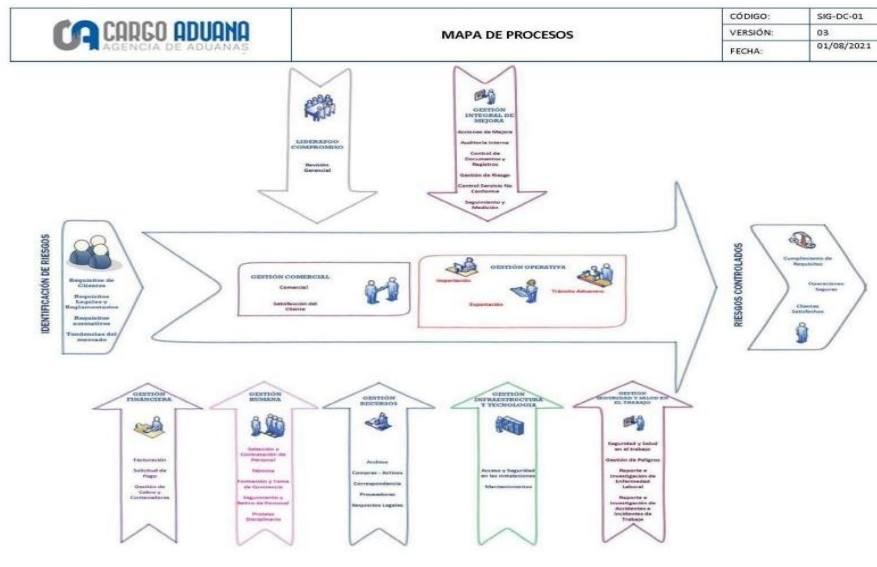 CARGO ADUANA
AGENCIA DE ADUANAS
MAPA DE PROCESOS
CÓDIGO: SIG-DC-01
VERSIÓN: 03
FECHA: 01/08/2021
LIDERAZGO
COMPROMISO
Revisión
Gerencial
GESTIÓN
INTEGRAL DE
MEJORA
Acciones de Mejora
Auditoría Interna
Control de
Documentos y
Registros
Gestión de Riesgo
Control Servicio No
Conforme
Seguimiento y
Medición
IDENTIFICACIÓN DE RIESGOS
Requisitos de
Clientes
Requisitos
Legales y
Reglamentados
Requisitos
normativos
Tendencias del
mercado
GESTIÓN COMERCIAL
Comercial
Satisfacción del
Cliente
GESTIÓN OPERATIVA
Importación
Exportación
Tránsito Aduanero
RIESGOS CONTROLADOS
Cumplimiento de
Requisitos
Operaciones
Seguras
Clientes
Satisfechos
GESTIÓN
FINANCIERA
Facturación
Solicitud de
Pago
Gestión de
Cobro y
Contenedores
GESTIÓN
HUMANA
Selección y
Contratación de
Personal
Nómina
Formación y Toma
de Conciencia
Seguimiento y
Retiro de Personal
Proceso
Disciplinario
GESTIÓN
RECURSOS
Archivo
Compras - Activos
Correspondencia
Proveedores
Requisitos Legales
GESTIÓN
INFRAESTRUCTURA
Y TECNOLOGIA
Acceso y Seguridad
en las instalaciones
Mantenimientos
GESTIÓN
SEGURIDAD Y SALUD EN
EL TRABAJO
Seguridad y Salud
en el trabajo
Gestión de Peligros
Reporte e
Investigación de
Enfermedad
Laboral
Reporte e
Investigación de
Accidentes e
Incidentes de
Trabajo